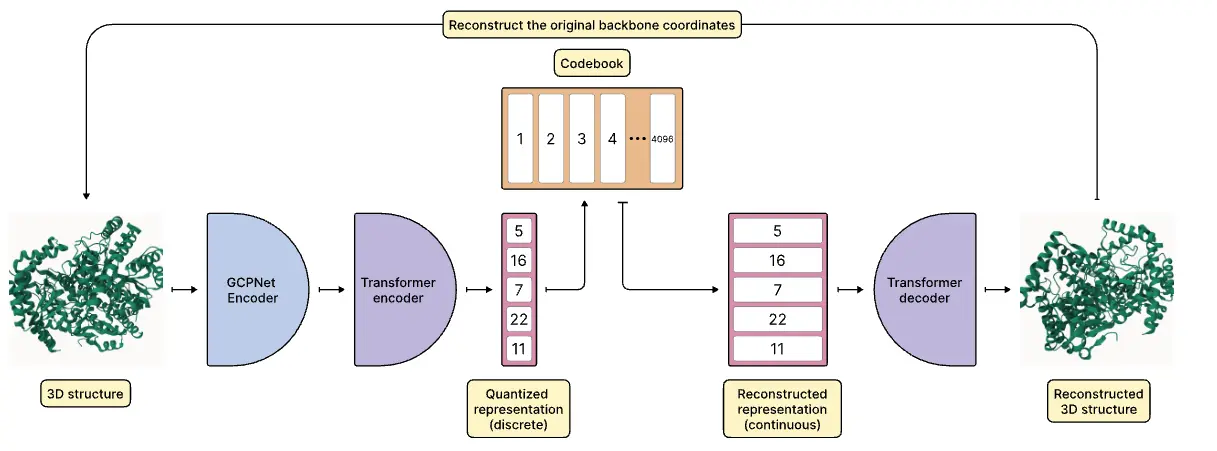 Reconstruct the original backbone coordinates
Codebook
1 2 3 4 ••• 4096
GCPNet
Encoder
Transformer
encoder
5
16
7
22
11
5
16
7
22
11
Transformer
decoder
3D structure
Quantized
representation
(discrete)
Reconstructed
representation
(continuous)
Reconstructed
3D structure